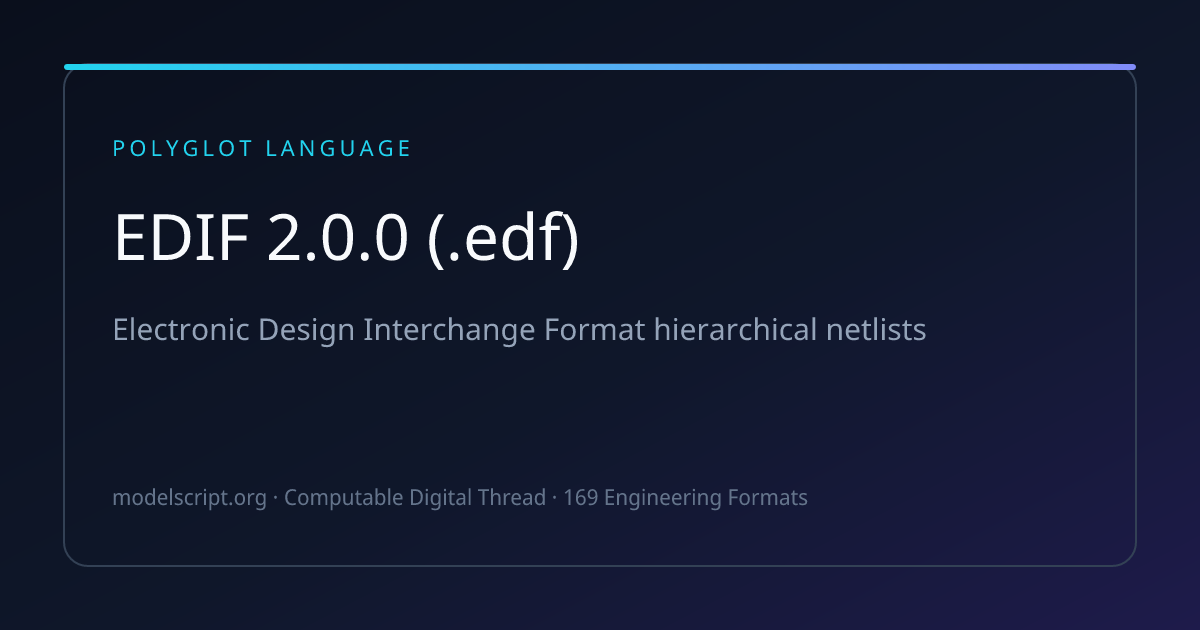 POLYGLOT LANGUAGE
EDIF 2.0.0 (.edf)
Electronic Design Interchange Format hierarchical netlists
modelscript.org · Computable Digital Thread · 169 Engineering Formats